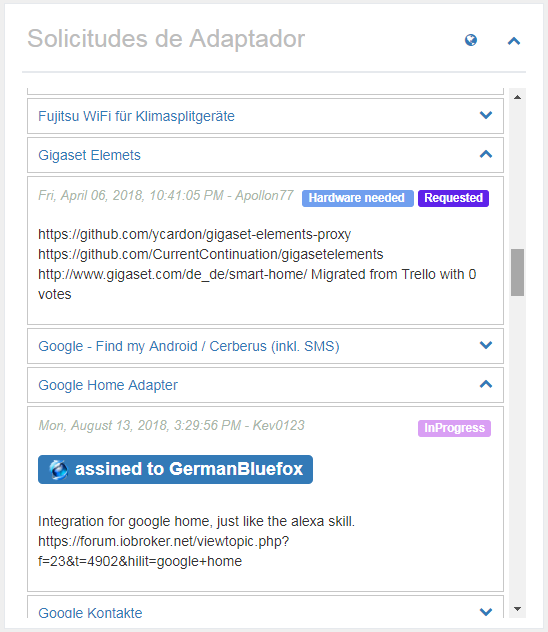 Solicitudes de Adaptador
Fujitsu WiFi für Klimasplitgeräte
Gigaset Elemets
Fri, April 06, 2018, 10:41:05 PM - Apollon77 Hardware needed Requested
https://github.com/ycardon/gigaset-elements-proxy
https://github.com/CurrentContinuation/gigasetelements
http://www.gigaset.com/de_de/smart-home/ Migrated from Trello with 0
votes
Google - Find my Android / Cerberus (inkl. SMS)
Google Home Adapter
Mon, August 13, 2018, 3:29:56 PM - Kev0123 InProgress
assined to GermanBluefox
Integration for google home, just like the alexa skill.
https://forum.iobroker.net/viewtopic.php?
f=23&t=4902&hilit=google+home
Google Kontakte